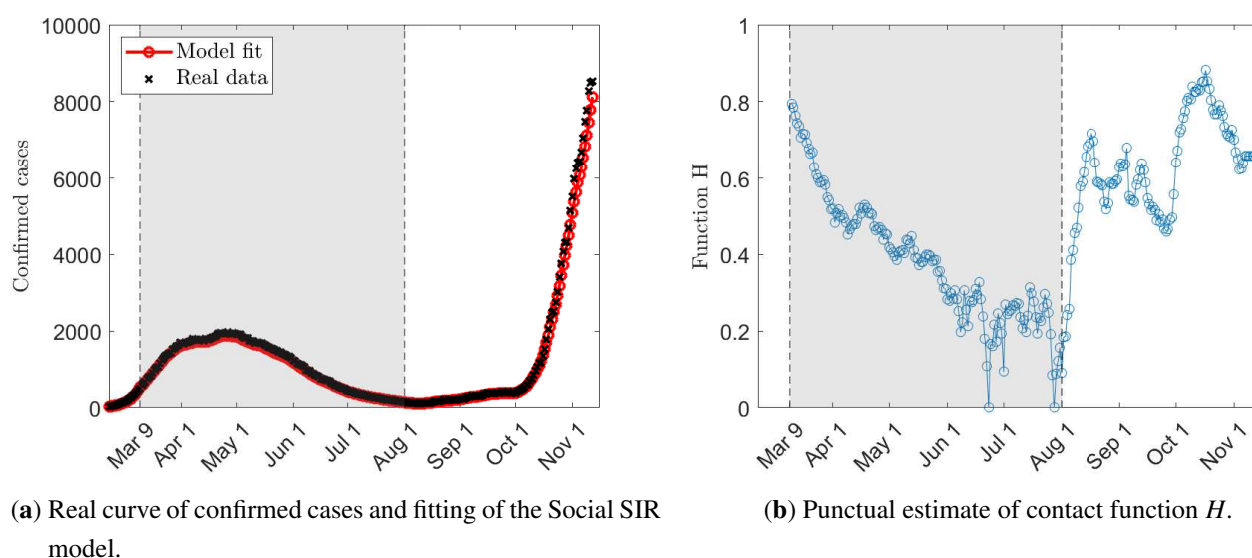 10000
8000
6000
4000
2000
0
Confirmed cases
Model fit
Real data
Mar 9 Apr 1 May 1 Jun 1 Jul 1 Aug 1 Sep 1 Oct 1 Nov 1
(a) Real curve of confirmed cases and fitting of the Social SIR
model.
1
0.8
0.6
0.4
0.2
0
Function H
Mar 9 Apr 1 May 1 Jun 1 Jul 1 Aug 1 Sep 1 Oct 1 Nov 1
(b) Punctual estimate of contact function H.